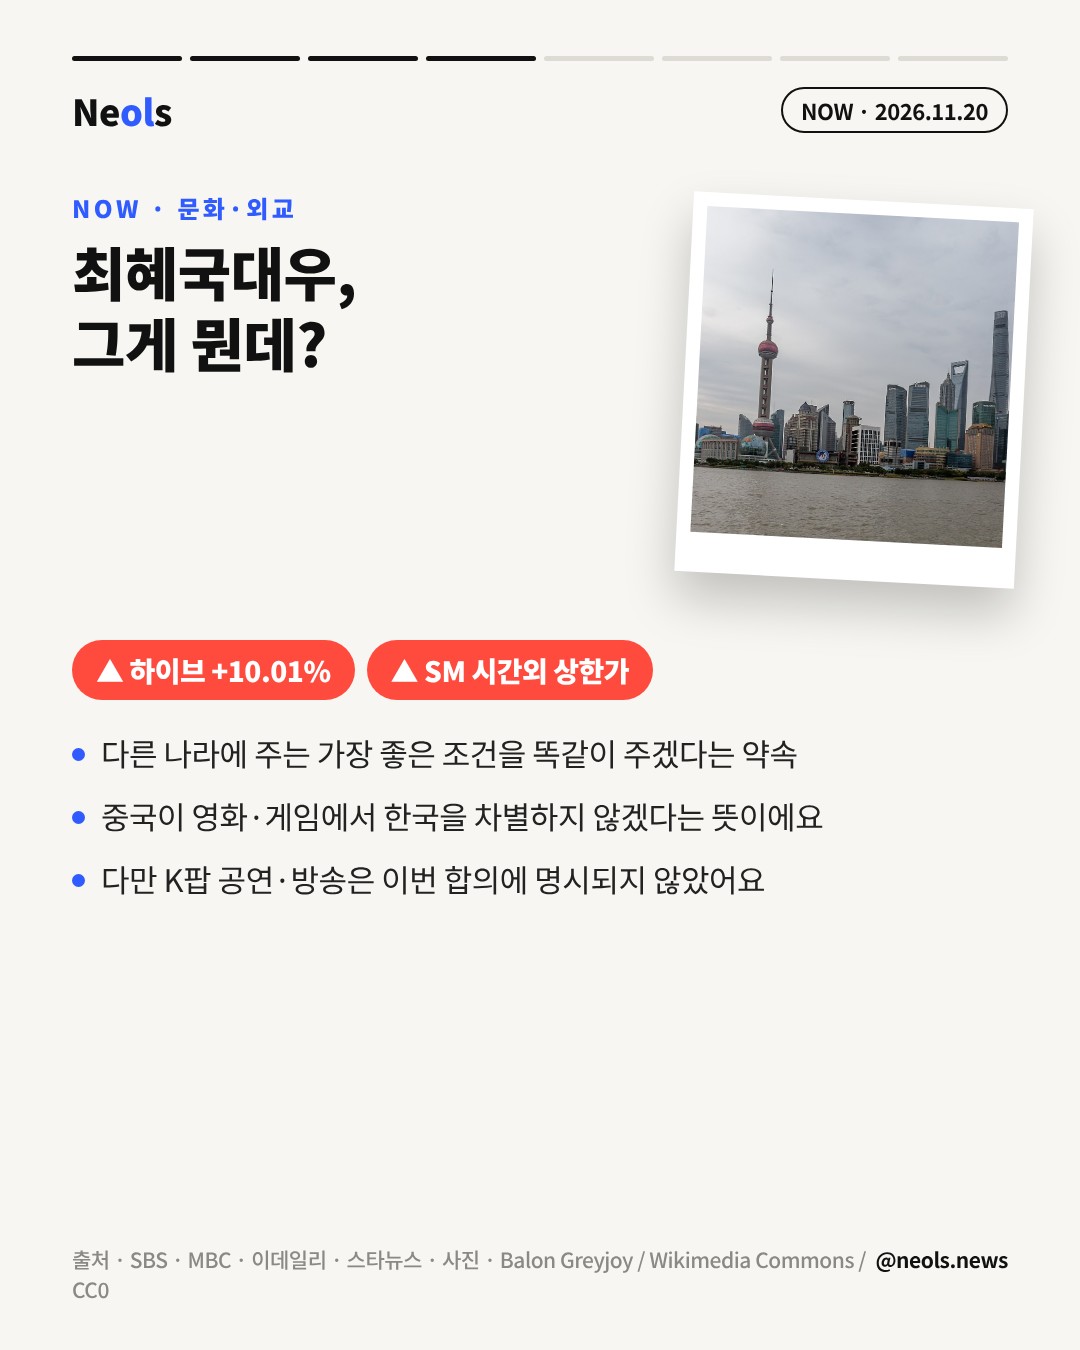 Neols
NOW · 2026.11.20
NOW · 문화·외교
최혜국대우,
그게 뭔데?
▲ 하이브 +10.01%
▲ SM 시간외 상한가
다른 나라에 주는 가장 좋은 조건을 똑같이 주겠다는 약속
중국이 영화·게임에서 한국을 차별하지 않겠다는 뜻이에요
다만 K팝 공연·방송은 이번 합의에 명시되지 않았어요
출처 · SBS · MBC · 이데일리 · 스타뉴스 · 사진 · Balon Greyjoy / Wikimedia Commons /
CC0
@neols.news